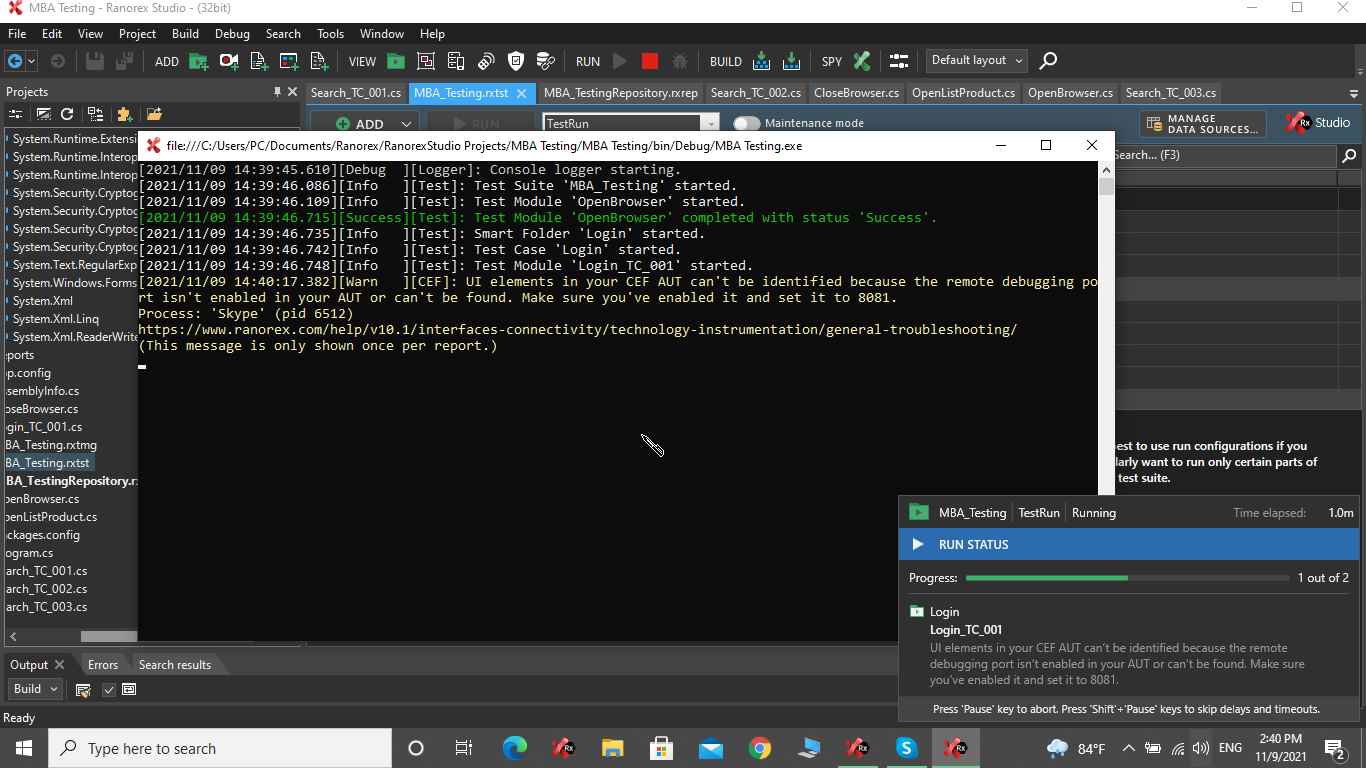 MBA Testing - Ranorex Studio - (32bit)
File Edit View Project Build Debug Search Tools Window Help
ADD VIEW RUN BUILD SPY Default layout
Projects
Search_TC_001.cs MBA_Testing.rxtst MBA_TestingRepository.rxrep Search_TC_002.cs CloseBrowser.cs OpenListProduct.cs OpenBrowser.cs Search_TC_003.cs
ADD RUN TestRun Maintenance mode MANAGE DATA SOURCES... Rx Studio
System.Runtime.Extensi
System.Runtime.Interop
System.Runtime.Interop
System.Security.Cryptog
System.Security.Cryptog
System.Security.Cryptog
System.Security.Cryptog
System.Text.RegularExp
System.Windows.Forms
System.Xml
System.Xml.Linq
System.Xml.ReaderWrite
ports
p.config
ssemblyInfo.cs
oseBrowser.cs
gin_TC_001.cs
BA_Testing.rxtmg
BA_Testing.rxtst
BA_TestingRepository.r
penBrowser.cs
penListProduct.cs
ckages.config
ogram.cs
arch_TC_001.cs
arch_TC_002.cs
arch_TC_003.cs
file:///C:/Users/PC/Documents/Ranorex/RanorexStudio Projects/MBA Testing/MBA Testing/bin/Debug/MBA Testing.exe
[2021/11/09 14:39:45.610][Debug ][Logger]: Console logger starting.
[2021/11/09 14:39:46.086][Info ][Test]: Test Suite 'MBA_Testing' started.
[2021/11/09 14:39:46.109][Info ][Test]: Test Module 'OpenBrowser' started.
[2021/11/09 14:39:46.715][Success][Test]: Test Module 'OpenBrowser' completed with status 'Success'.
[2021/11/09 14:39:46.735][Info ][Test]: Smart Folder 'Login' started.
[2021/11/09 14:39:46.742][Info ][Test]: Test Case 'Login' started.
[2021/11/09 14:39:46.748][Info ][Test]: Test Module 'Login_TC_001' started.
[2021/11/09 14:40:17.382][Warn ][CEF]: UI elements in your CEF AUT can't be identified because the remote debugging po
rt isn't enabled in your AUT or can't be found. Make sure you've enabled it and set it to 8081.
Process: 'Skype' (pid 6512)
https://www.ranorex.com/help/v10.1/interfaces-connectivity/technology-instrumentation/general-troubleshooting/
(This message is only shown once per report.)
Search... (F3)
est to use run configurations if you
larly want to run only certain parts of
test suite.
MBA_Testing TestRun Running Time elapsed: 1.0m
RUN STATUS
Progress: 1 out of 2
Login
Login_TC_001
UI elements in your CEF AUT can't be identified because the remote
debugging port isn't enabled in your AUT or can't be found. Make sure
you've enabled it and set it to 8081.
Press 'Pause' key to abort. Press 'Shift'+'Pause' keys to skip delays and timeouts.
Output Errors Search results
Build
Ready
Type here to search
84°F ENG 2:40 PM
11/9/2021
2